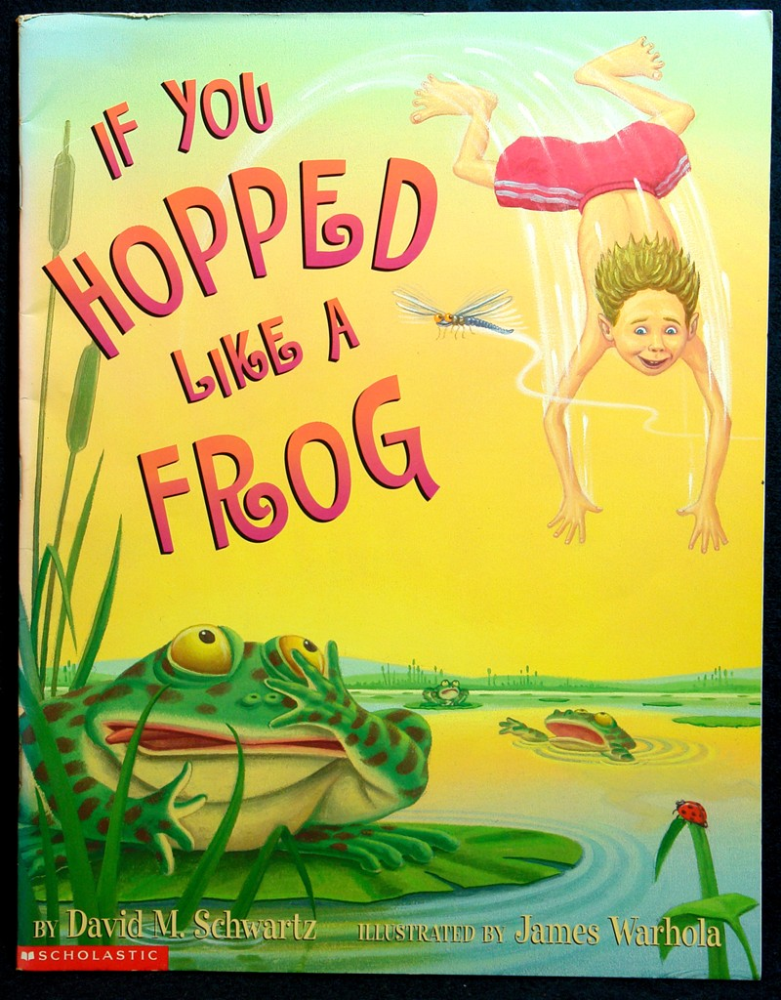 IF YOU
HOPPED
LIKE A
FROG
BY David M. Schwartz ILLUSTRATED BY James Warhola
SCHOLASTIC